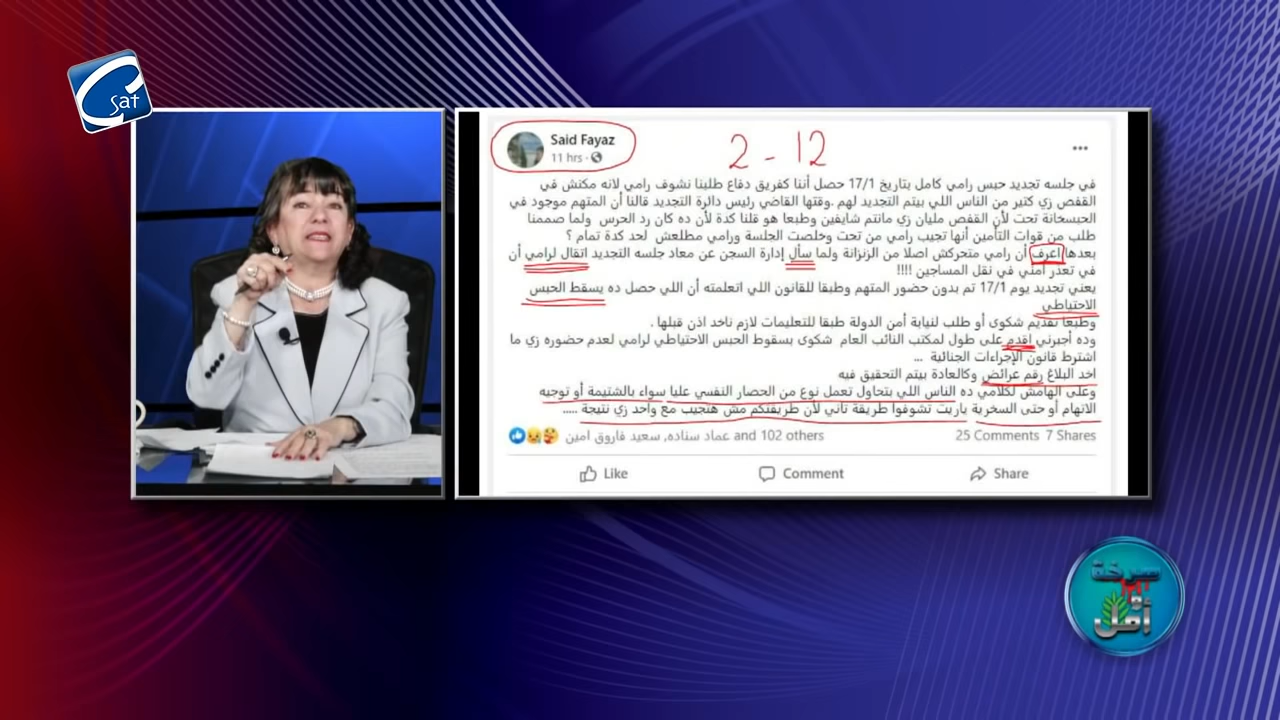 C
Sat
Said Fayaz
11 hrs
2 - 12
في جلسه تجديد حبس رامي كامل بتاريخ 17/1 حصل أننا كفريق دفاع طلبنا نشوف رامي لانه مكنش في
القفص زي كتير من الناس اللي بيتم التجديد لهم .وقتها القاضي رئيس دائرة التجديد قالنا أن المتهم موجود في
الحبسخانة تحت لأن القفص مليان زي مانتم شايفين وطبعا هو قلنا كدة لأن ده كان رد الحرس ولما صممنا
طلب من قوات التأمين أنها تجيب رامي من تحت وخلصت الجلسة ورامي مطلعش لحد كدة تمام ؟
بعدها اعرف أن رامي متحركش اصلا من الزنزانة ولما سأل إدارة السجن عن معاد جلسه التجديد اتقال لرامي أن
في تعذر أمني في نقل المساجين !!!!
يعني تجديد يوم 17/1 تم بدون حضور المتهم وطبقا للقانون اللي اتعلمته أن اللي حصل ده يسقط الحبس
الاحتياطي
وطبعا تقديم شكوى أو طلب لنيابة أمن الدولة طبقا للتعليمات لازم ناخد اذن قبلها .
وده أجبرني اقدم على طول لمكتب النائب العام شكوى بسقوط الحبس الاحتياطي لرامي لعدم حضوره زي ما
اشترط قانون الإجراءات الجنائية ...
اخد البلاغ رقم عرائض وكالعادة بيتم التحقيق فيه
وعلى الهامش لكلامي ده الناس اللي بتحاول تعمل نوع من الحصار النفسي عليا سواء بالشتيمة أو توجيه
الاتهام أو حتى السخرية ياريت تشوفوا طريقة تاني لأن طريقتكم مش هتجيب مع واحد زي نتيجة .....
عماد سناده, سعيد فاروق امين and 102 others
25 Comments 7 Shares
Like Comment Share
صرخة
أمل